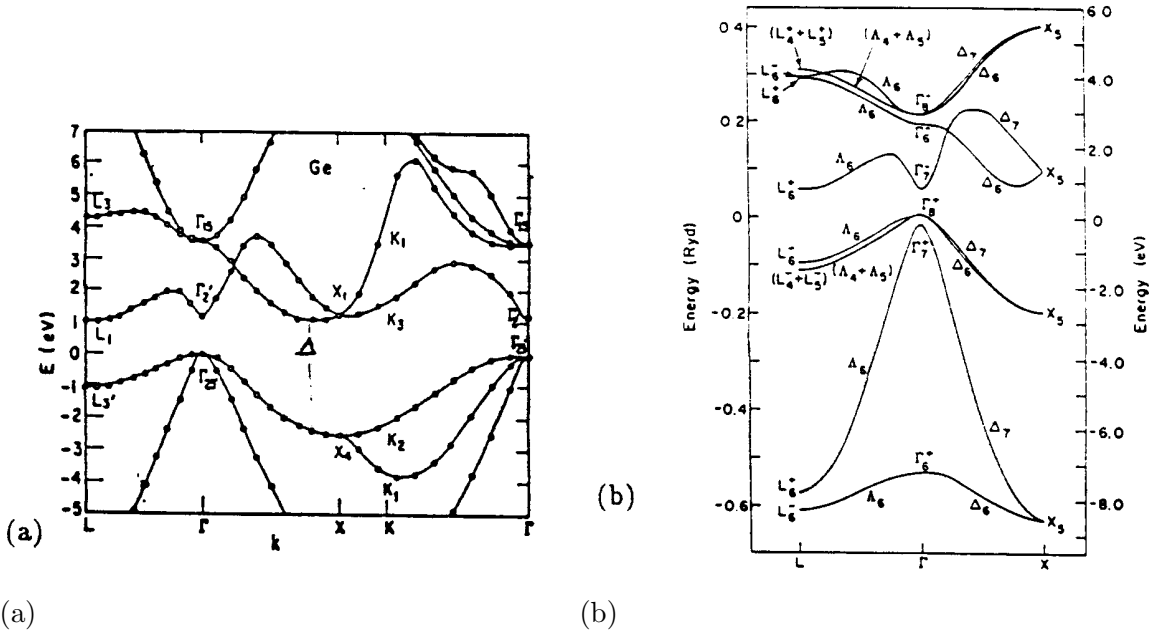 7
6
5
4
3
2
1
0
-1
-2
-3
-4
-5
E (eV)
Ge
L3
L1
L3'
Γ15
Γ2'
Γ25'
Δ
X1
X4
K1
K3
K2
K1
Γ15
L
Γ
X
K
Γ
k
(a)
(b)
0.4
0.2
0
-0.2
-0.4
-0.6
Energy (Ryd)
6.0
4.0
2.0
0
-2.0
-4.0
-6.0
-8.0
Energy (eV)
(L4+ + L5+)
(Λ4 + Λ5)
L6-
L6+
Λ6
Λ6
Γ8-
Γ6-
Δ7
Δ6
X5
Λ6
L6+
Γ7-
Δ7
Δ6
X5
Γ8+
Λ6
L6-
(L4- + L5-)
(Λ4 + Λ5)
Γ7+
Δ7
Δ6
X5
Λ6
Δ7
Γ6+
L6+
L6-
Λ6
Δ6
X5
L
Γ
X
(a)
(b)